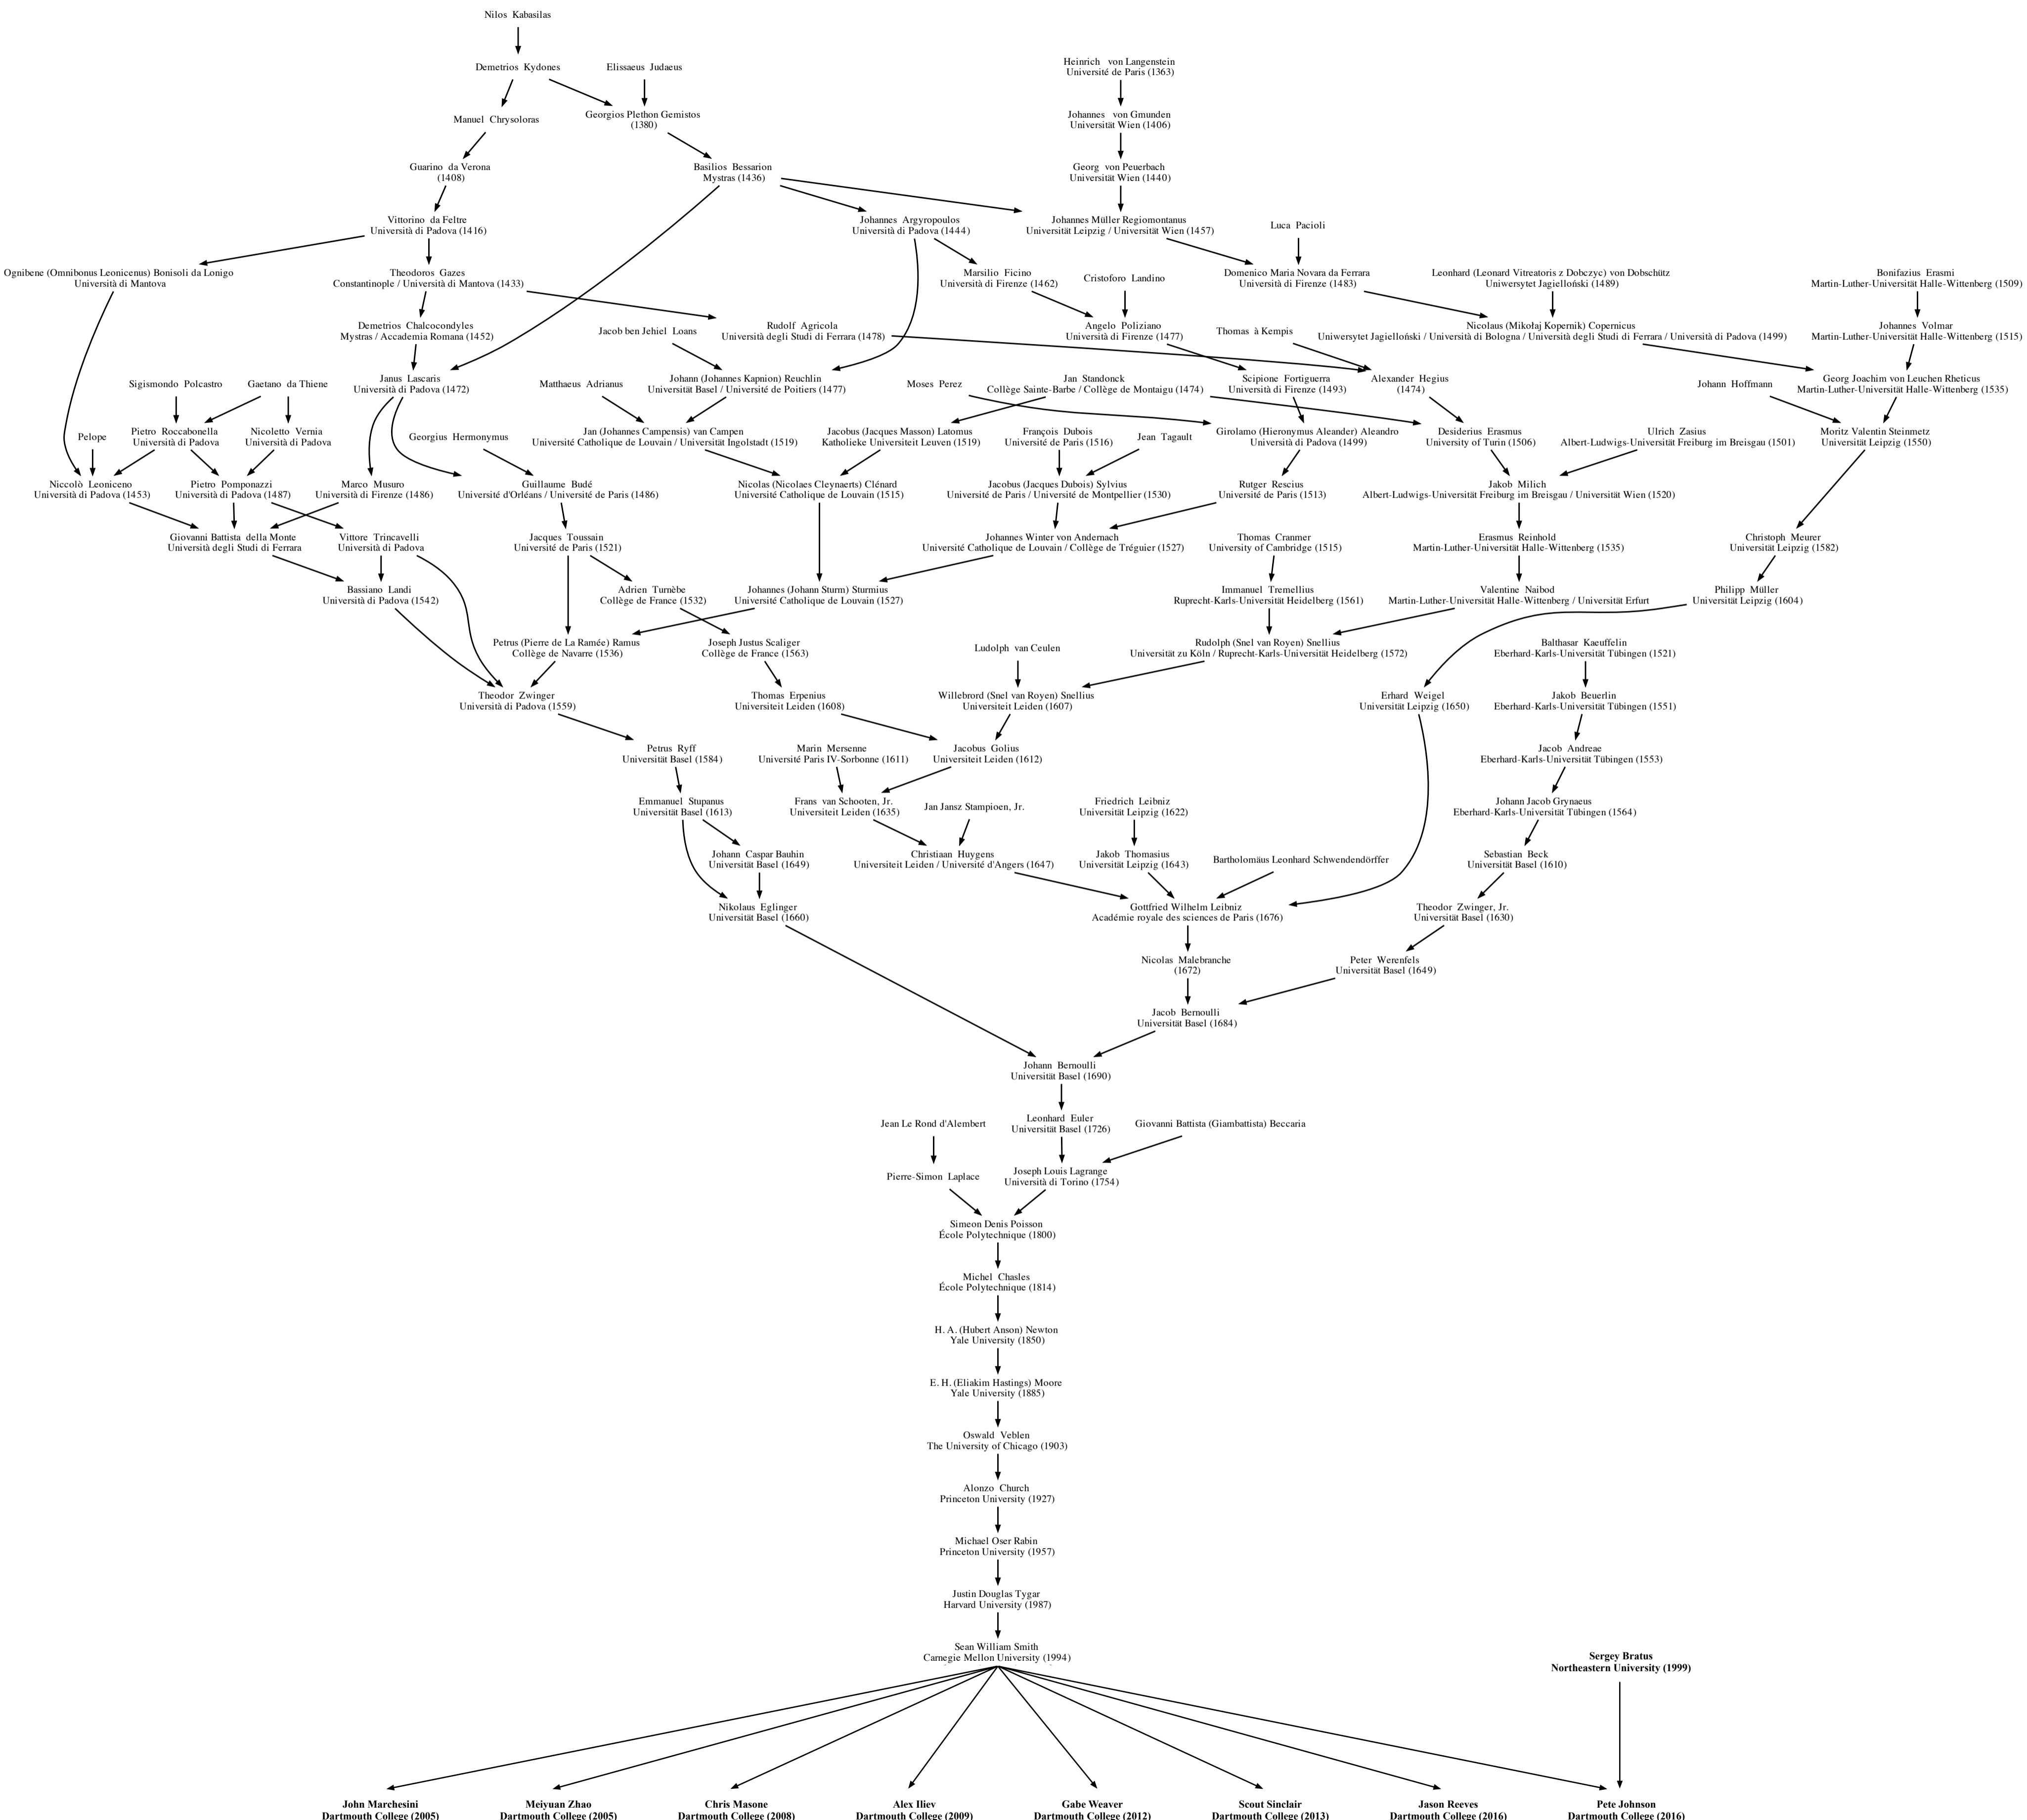 Nilos Kabasilas
Demetrios Kydones
Elissaeus Judaeus
Heinrich von Langenstein
Université de Paris (1363)
Manuel Chrysoloras
Georgios Plethon Gemistos
(1380)
Johannes von Gmunden
Universität Wien (1406)
Guarino da Verona
(1408)
Basilios Bessarion
Mystras (1436)
Georg von Peuerbach
Universität Wien (1440)
Vittorino da Feltre
Università di Padova (1416)
Johannes Argyropoulos
Università di Padova (1444)
Johannes Müller Regiomontanus
Universität Leipzig / Universität Wien (1457)
Luca Pacioli
Ognibene (Omnibonus Leonicenus) Bonisoli da Lonigo
Università di Mantova
Theodoros Gazes
Constantinople / Università di Mantova (1433)
Marsilio Ficino
Università di Firenze (1462)
Cristoforo Landino
Domenico Maria Novara da Ferrara
Università di Firenze (1483)
Leonhard (Leonard Vitreatoris z Dobczyc) von Dobschütz
Uniwersytet Jagielloński (1489)
Bonifazius Erasmi
Martin-Luther-Universität Halle-Wittenberg (1509)
Demetrios Chalcocondyles
Mystras / Accademia Romana (1452)
Jacob ben Jehiel Loans
Rudolf Agricola
Università degli Studi di Ferrara (1478)
Angelo Poliziano
Università di Firenze (1477)
Thomas à Kempis
Nicolaus (Mikołaj Kopernik) Copernicus
Uniwersytet Jagielloński / Università di Bologna / Università degli Studi di Ferrara / Università di Padova (1499)
Johannes Volmar
Martin-Luther-Universität Halle-Wittenberg (1515)
Sigismondo Polcastro
Gaetano da Thiene
Janus Lascaris
Università di Padova (1472)
Matthaeus Adrianus
Johann (Johannes Kapnion) Reuchlin
Universität Basel / Université de Poitiers (1477)
Moses Perez
Jan Standonck
Collège Sainte-Barbe / Collège de Montaigu (1474)
Scipione Fortiguerra
Università di Firenze (1493)
Alexander Hegius
(1474)
Johann Hoffmann
Georg Joachim von Leuchen Rheticus
Martin-Luther-Universität Halle-Wittenberg (1535)
Pelope
Pietro Roccabonella
Università di Padova
Nicoletto Vernia
Università di Padova
Georgius Hermonymus
Jan (Johannes Campensis) van Campen
Université Catholique de Louvain / Universität Ingolstadt (1519)
Jacobus (Jacques Masson) Latomus
Katholieke Universiteit Leuven (1519)
François Dubois
Université de Paris (1516)
Jean Tagault
Girolamo (Hieronymus Aleander) Aleandro
Università di Padova (1499)
Desiderius Erasmus
University of Turin (1506)
Ulrich Zasius
Albert-Ludwigs-Universität Freiburg im Breisgau (1501)
Moritz Valentin Steinmetz
Universität Leipzig (1550)
Niccolò Leoniceno
Università di Padova (1453)
Pietro Pomponazzi
Università di Padova (1487)
Marco Musuro
Università di Firenze (1486)
Guillaume Budé
Université d'Orléans / Université de Paris (1486)
Nicolas (Nicolaes Cleynaerts) Clénard
Université Catholique de Louvain (1515)
Jacobus (Jacques Dubois) Sylvius
Université de Paris / Université de Montpellier (1530)
Rutger Rescius
Université de Paris (1513)
Jakob Milich
Albert-Ludwigs-Universität Freiburg im Breisgau / Universität Wien (1520)
Giovanni Battista della Monte
Università degli Studi di Ferrara
Vittore Trincavelli
Università di Padova
Jacques Toussain
Université de Paris (1521)
Johannes Winter von Andernach
Université Catholique de Louvain / Collège de Tréguier (1527)
Thomas Cranmer
University of Cambridge (1515)
Erasmus Reinhold
Martin-Luther-Universität Halle-Wittenberg (1535)
Christoph Meurer
Universität Leipzig (1582)
Bassiano Landi
Università di Padova (1542)
Adrien Turnèbe
Collège de France (1532)
Johannes (Johann Sturm) Sturmius
Université Catholique de Louvain (1527)
Immanuel Tremellius
Ruprecht-Karls-Universität Heidelberg (1561)
Valentine Naibod
Martin-Luther-Universität Halle-Wittenberg / Universität Erfurt
Philipp Müller
Universität Leipzig (1604)
Petrus (Pierre de La Ramée) Ramus
Collège de Navarre (1536)
Joseph Justus Scaliger
Collège de France (1563)
Ludolph van Ceulen
Rudolph (Snel van Royen) Snellius
Universität zu Köln / Ruprecht-Karls-Universität Heidelberg (1572)
Balthasar Kaeuffelin
Eberhard-Karls-Universität Tübingen (1521)
Theodor Zwinger
Università di Padova (1559)
Thomas Erpenius
Universiteit Leiden (1608)
Willebrord (Snel van Royen) Snellius
Universiteit Leiden (1607)
Erhard Weigel
Universität Leipzig (1650)
Jakob Beuerlin
Eberhard-Karls-Universität Tübingen (1551)
Petrus Ryff
Universität Basel (1584)
Marin Mersenne
Université Paris IV-Sorbonne (1611)
Jacobus Golius
Universiteit Leiden (1612)
Jacob Andreae
Eberhard-Karls-Universität Tübingen (1553)
Emmanuel Stupanus
Universität Basel (1613)
Frans van Schooten, Jr.
Universiteit Leiden (1635)
Jan Jansz Stampioen, Jr.
Friedrich Leibniz
Universität Leipzig (1622)
Johann Jacob Grynaeus
Eberhard-Karls-Universität Tübingen (1564)
Johann Caspar Bauhin
Universität Basel (1649)
Christiaan Huygens
Universiteit Leiden / Université d'Angers (1647)
Jakob Thomasius
Universität Leipzig (1643)
Bartholomäus Leonhard Schwendendörffer
Sebastian Beck
Universität Basel (1610)
Nikolaus Eglinger
Universität Basel (1660)
Gottfried Wilhelm Leibniz
Académie royale des sciences de Paris (1676)
Theodor Zwinger, Jr.
Universität Basel (1630)
Nicolas Malebranche
(1672)
Peter Werenfels
Universität Basel (1649)
Jacob Bernoulli
Universität Basel (1684)
Johann Bernoulli
Universität Basel (1690)
Jean Le Rond d'Alembert
Leonhard Euler
Universität Basel (1726)
Giovanni Battista (Giambattista) Beccaria
Pierre-Simon Laplace
Joseph Louis Lagrange
Università di Torino (1754)
Simeon Denis Poisson
École Polytechnique (1800)
Michel Chasles
École Polytechnique (1814)
H. A. (Hubert Anson) Newton
Yale University (1850)
E. H. (Eliakim Hastings) Moore
Yale University (1885)
Oswald Veblen
The University of Chicago (1903)
Alonzo Church
Princeton University (1927)
Michael Oser Rabin
Princeton University (1957)
Justin Douglas Tygar
Harvard University (1987)
Sean William Smith
Carnegie Mellon University (1994)
Sergey Bratus
Northeastern University (1999)
John Marchesini
Dartmouth College (2005)
Meiyuan Zhao
Dartmouth College (2005)
Chris Masone
Dartmouth College (2008)
Alex Iliev
Dartmouth College (2009)
Gabe Weaver
Dartmouth College (2012)
Scout Sinclair
Dartmouth College (2013)
Jason Reeves
Dartmouth College (2016)
Pete Johnson
Dartmouth College (2016)